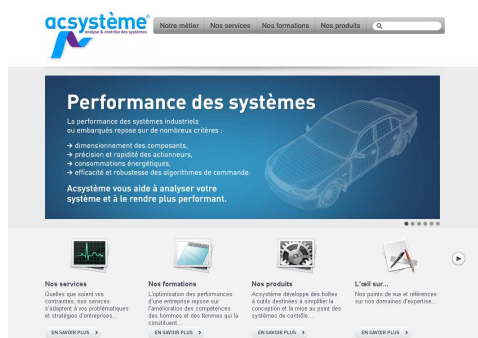 acsystème
analyse & contrôle des systèmes
Notre métier Nos services Nos formations Nos produits
Performance des systèmes
La performance des systèmes industriels
ou embarqués repose sur de nombreux critères :
→ dimensionnement des composants,
→ précision et rapidité des actionneurs,
→ consommations énergétiques,
→ efficacité et robustesse des algorithmes de commande.
Acsystème vous aide à analyser votre
système et à le rendre plus performant.
Nos services
Quelles que soient vos
contraintes, nos services
s'adaptent à vos problématiques
et stratégies d'entreprises...
EN SAVOIR PLUS >
Nos formations
L'optimisation des performances
d'une entreprise repose sur
l'amélioration des compétences
des hommes et des femmes qui la
constituent...
EN SAVOIR PLUS >
Nos produits
Acsystème développe des boîtes
à outils destinées à simplifier la
conception et la mise au point des
systèmes de contrôle...
EN SAVOIR PLUS >
L'œil sur...
Nos points de vue et références
sur nos domaines d'expertise...
EN SAVOIR PLUS >